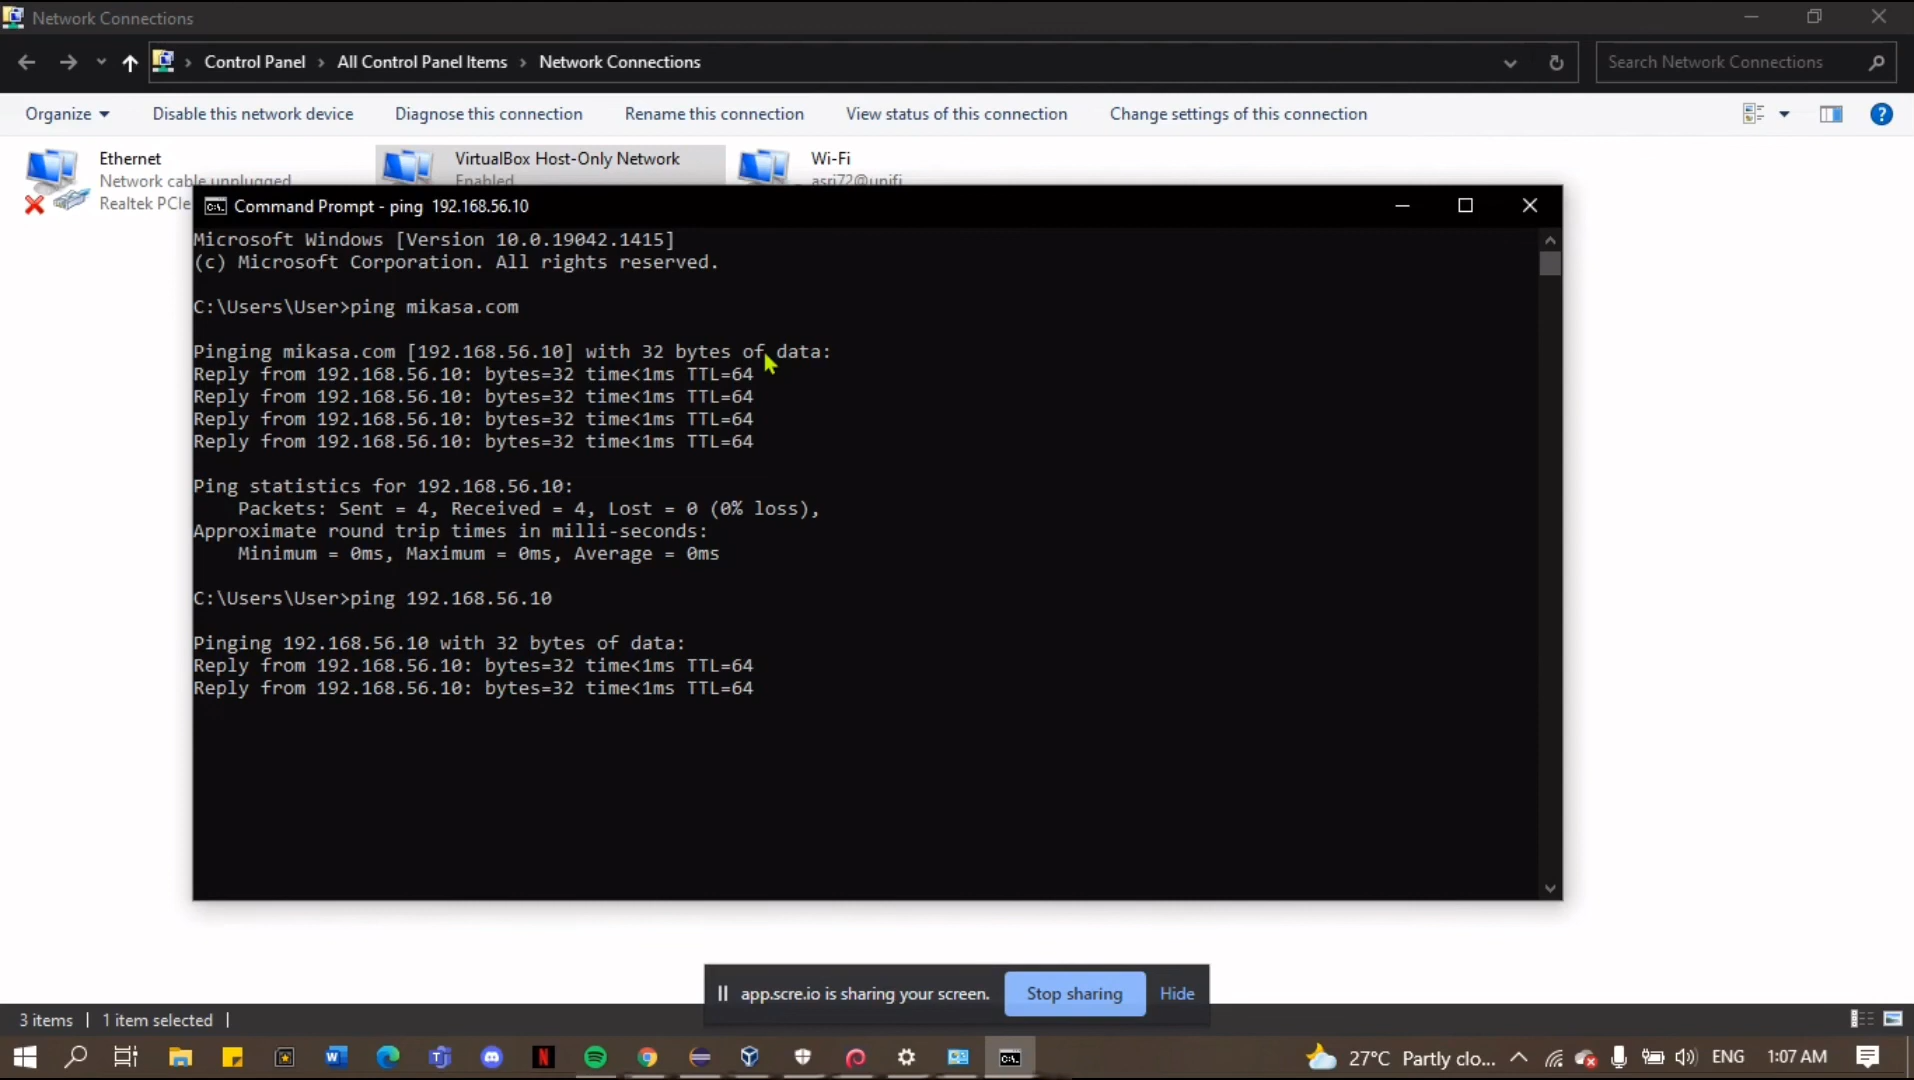 Network Connections
Control Panel > All Control Panel Items > Network Connections
Search Network Connections
Organize Disable this network device Diagnose this connection Rename this connection View status of this connection Change settings of this connection
Ethernet
Network cable unplugged
Realtek PCIe
VirtualBox Host-Only Network
Enabled
Wi-Fi
asri72@unifi
Command Prompt - ping 192.168.56.10
Microsoft Windows [Version 10.0.19042.1415]
(c) Microsoft Corporation. All rights reserved.
C:\Users\User>ping mikasa.com
Pinging mikasa.com [192.168.56.10] with 32 bytes of data:
Reply from 192.168.56.10: bytes=32 time<1ms TTL=64
Reply from 192.168.56.10: bytes=32 time<1ms TTL=64
Reply from 192.168.56.10: bytes=32 time<1ms TTL=64
Reply from 192.168.56.10: bytes=32 time<1ms TTL=64
Ping statistics for 192.168.56.10:
Packets: Sent = 4, Received = 4, Lost = 0 (0% loss),
Approximate round trip times in milli-seconds:
Minimum = 0ms, Maximum = 0ms, Average = 0ms
C:\Users\User>ping 192.168.56.10
Pinging 192.168.56.10 with 32 bytes of data:
Reply from 192.168.56.10: bytes=32 time<1ms TTL=64
Reply from 192.168.56.10: bytes=32 time<1ms TTL=64
app.scre.io is sharing your screen. Stop sharing Hide
3 items | 1 item selected |
27°C Partly clo... ENG 1:07 AM